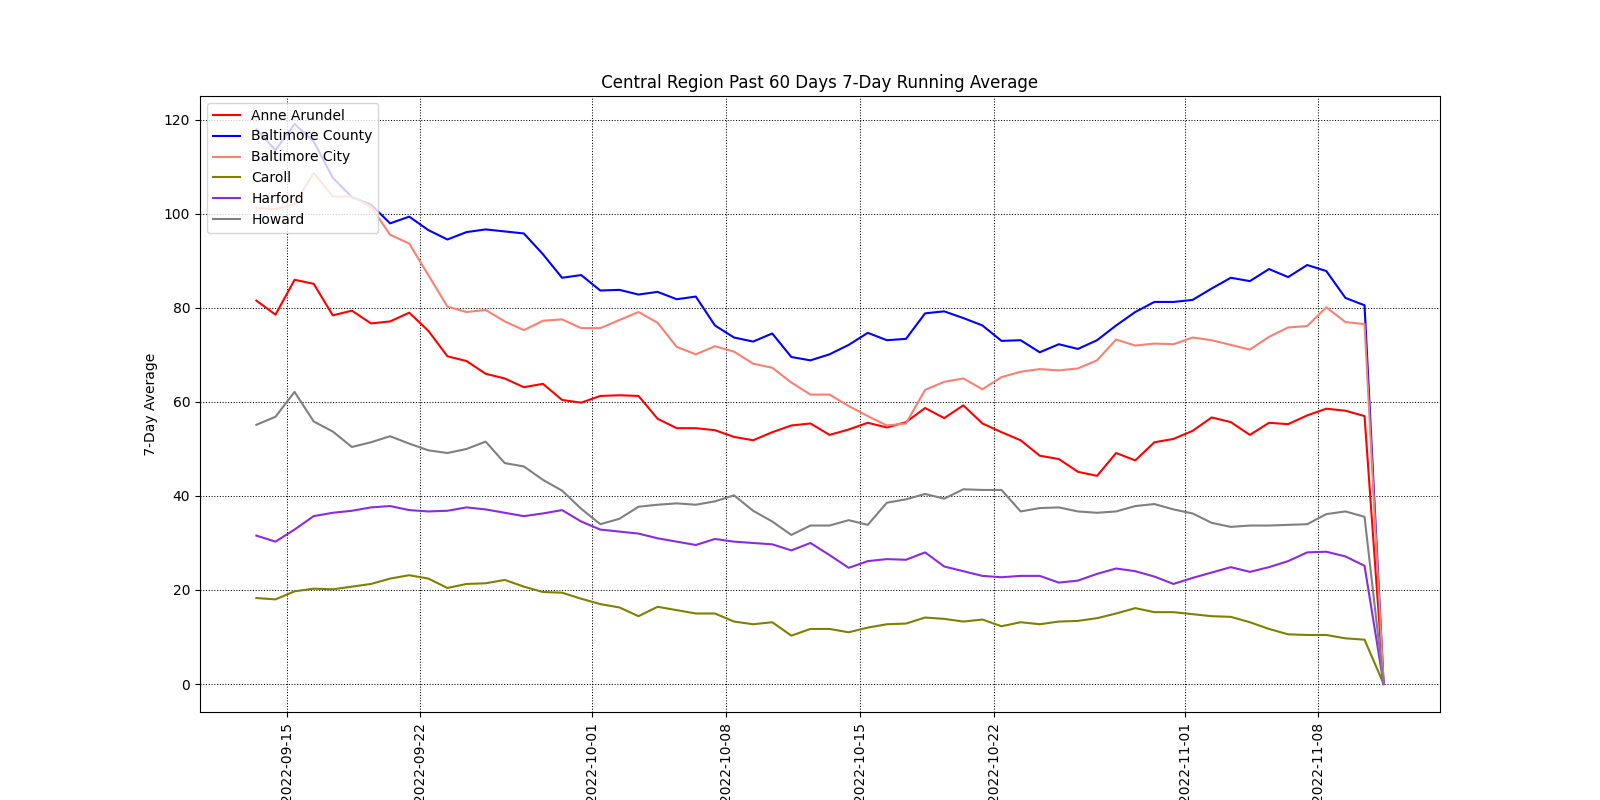 Central Region Past 60 Days 7-Day Running Average
Anne Arundel
Baltimore County
Baltimore City
Caroll
Harford
Howard
7-Day Average
120
100
80
60
40
20
0
2022-09-15
2022-09-22
2022-10-01
2022-10-08
2022-10-15
2022-10-22
2022-11-01
2022-11-08